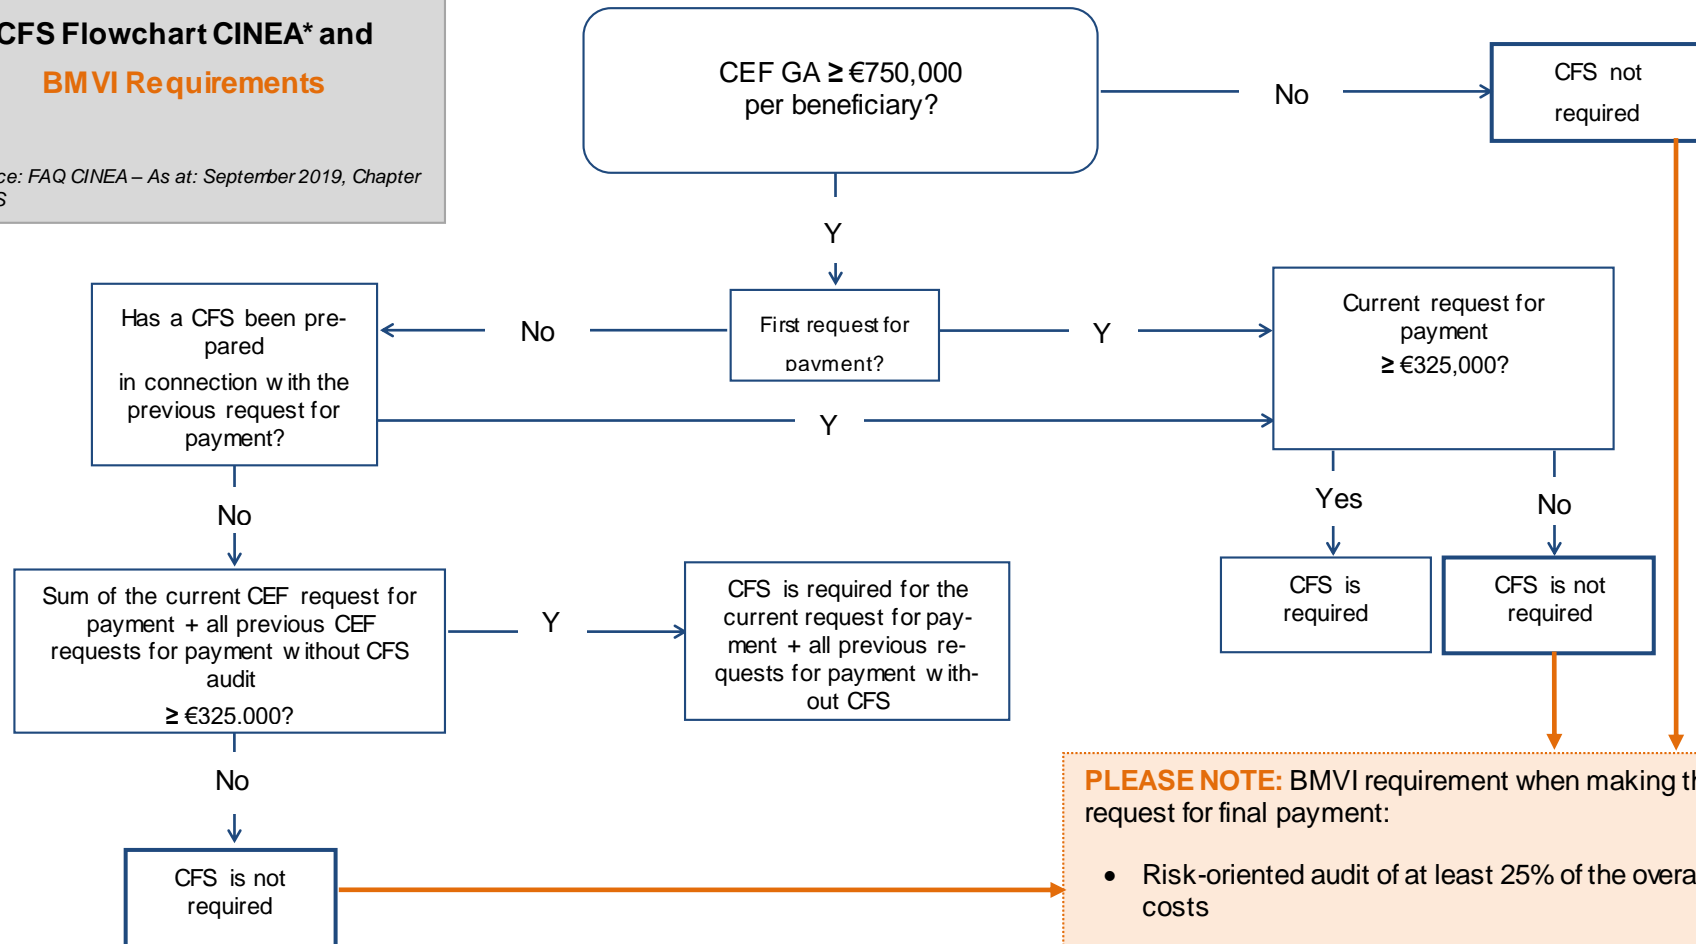 CFS Flowchart CINEA* and
BMVI Requirements
FAQ CINEA – As at: September 2019, Chapter
CEF GA ≥ €750,000
per beneficiary?
No
CFS not
required
Y
Has a CFS been pre-
pared
in connection with the
previous request for
payment?
No
First request for
payment?
Y
Current request for
payment
≥ €325,000?
Y
No
Yes
No
Sum of the current CEF request for
payment + all previous CEF
requests for payment without CFS
audit
≥ €325.000?
Y
CFS is required for the
current request for pay-
ment + all previous re-
quests for payment with-
out CFS
CFS is
required
CFS is not
required
No
CFS is not
required
PLEASE NOTE: BMVI requirement when making
request for final payment:
• Risk-oriented audit of at least 25% of the
costs